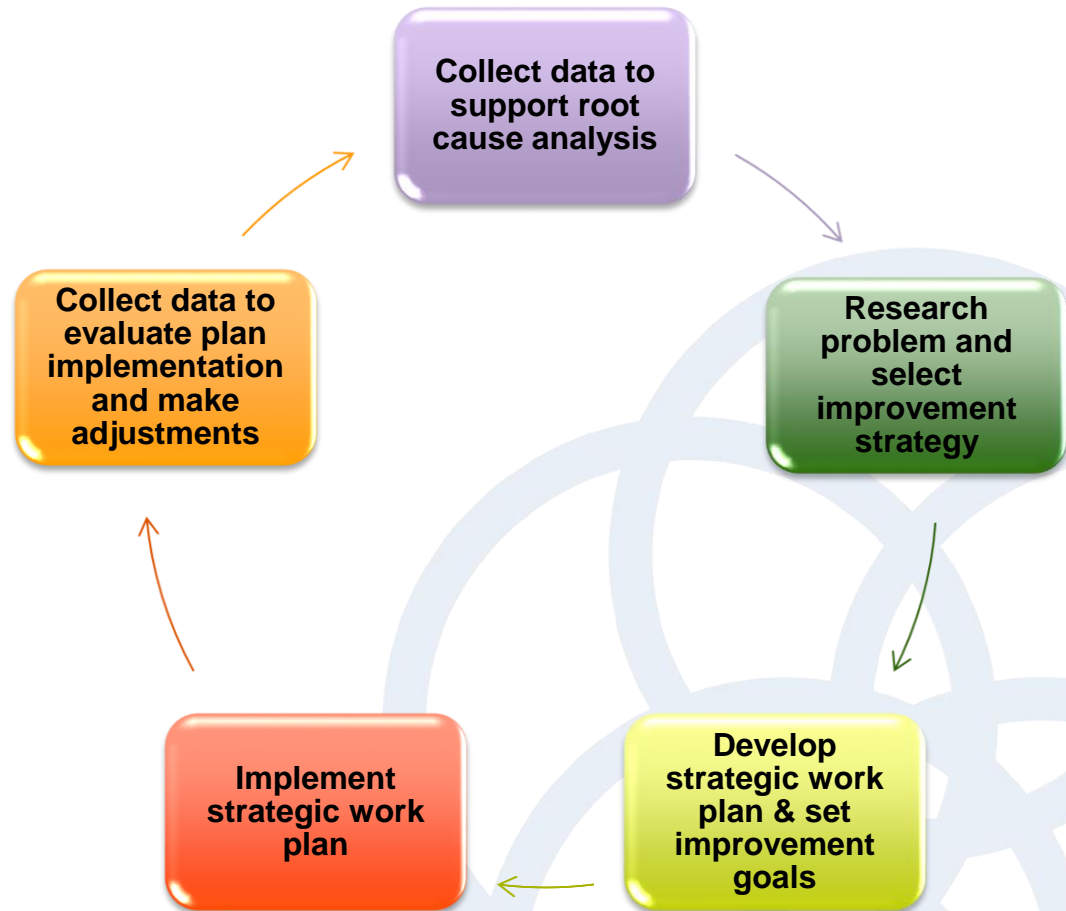 Collect data to
support root
cause analysis
Research
problem and
select
improvement
strategy
Develop
strategic work
plan & set
improvement
goals
Implement
strategic work
plan
Collect data to
evaluate plan
implementation
and make
adjustments